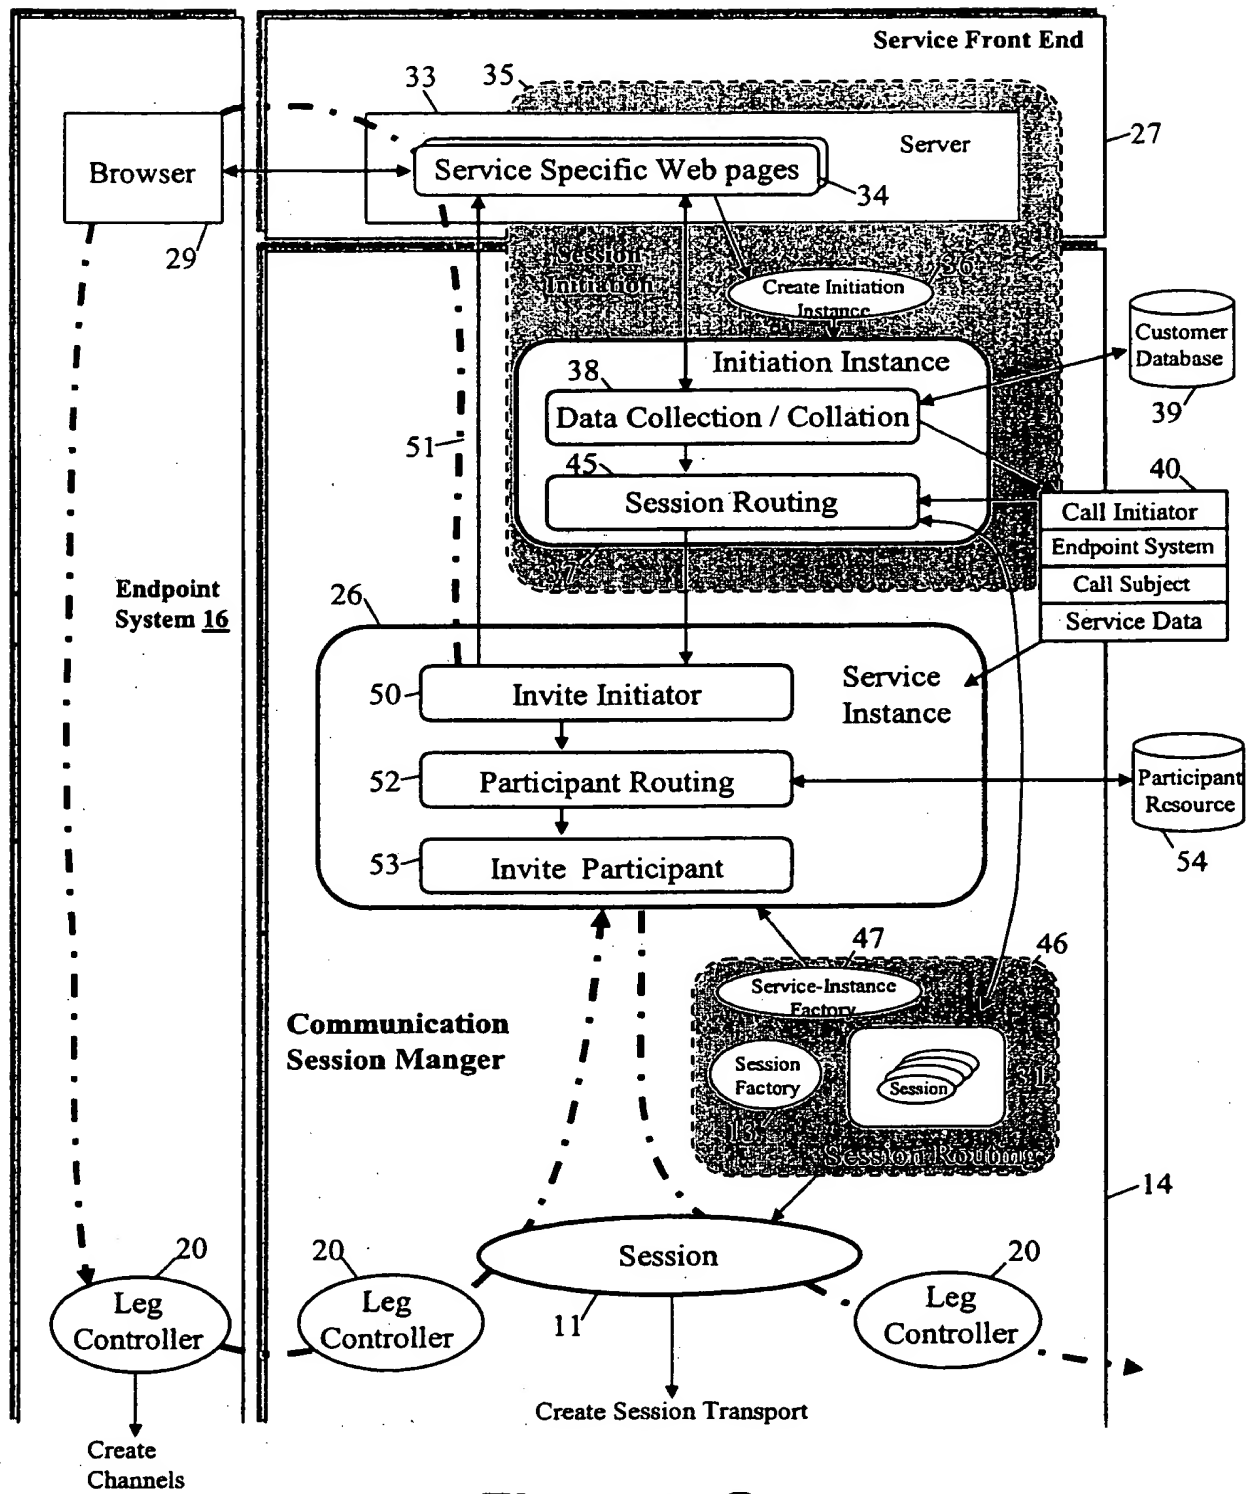 Service Front End
33
35
27
Server
Browser
Service Specific Web pages
34
29
Session
Initiation
36
Create Initiation
Instance
Customer
Database
39
Initiation Instance
38
Data Collection / Collation
51
45
Session Routing
40
Call Initiator
Endpoint System
Call Subject
Service Data
Endpoint
System 16
26
Service
Instance
50
Invite Initiator
52
Participant Routing
Participant
Resource
54
53
Invite Participant
47
46
Service-Instance
Factory
Communication
Session Manger
Session
Factory
Session
31
13
Session Routing
14
20
20
Session
20
Leg
Controller
Leg
Controller
11
Leg
Controller
Create Session Transport
Create
Channels